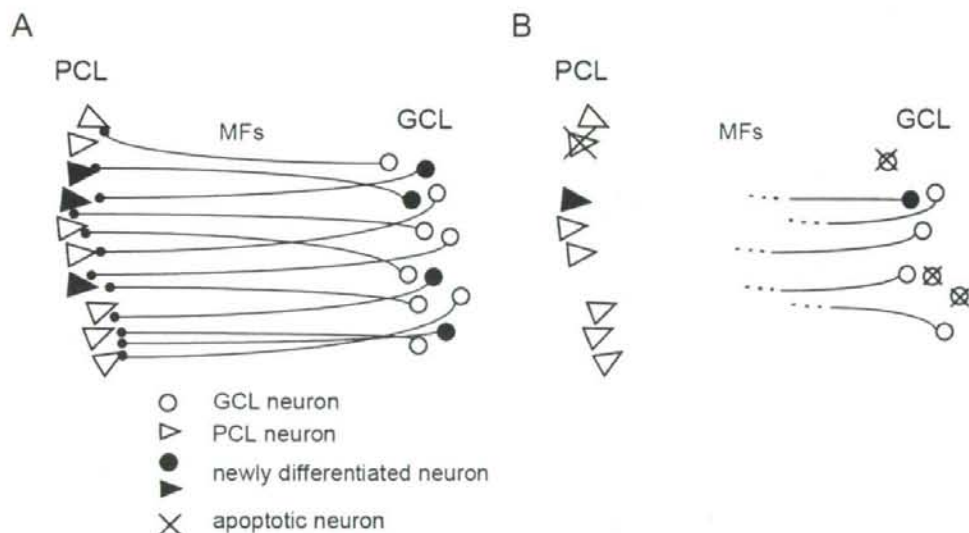 A
B
PCL
MFs
GCL
PCL
MFs
GCL
GCL neuron
PCL neuron
newly differentiated neuron
apoptotic neuron